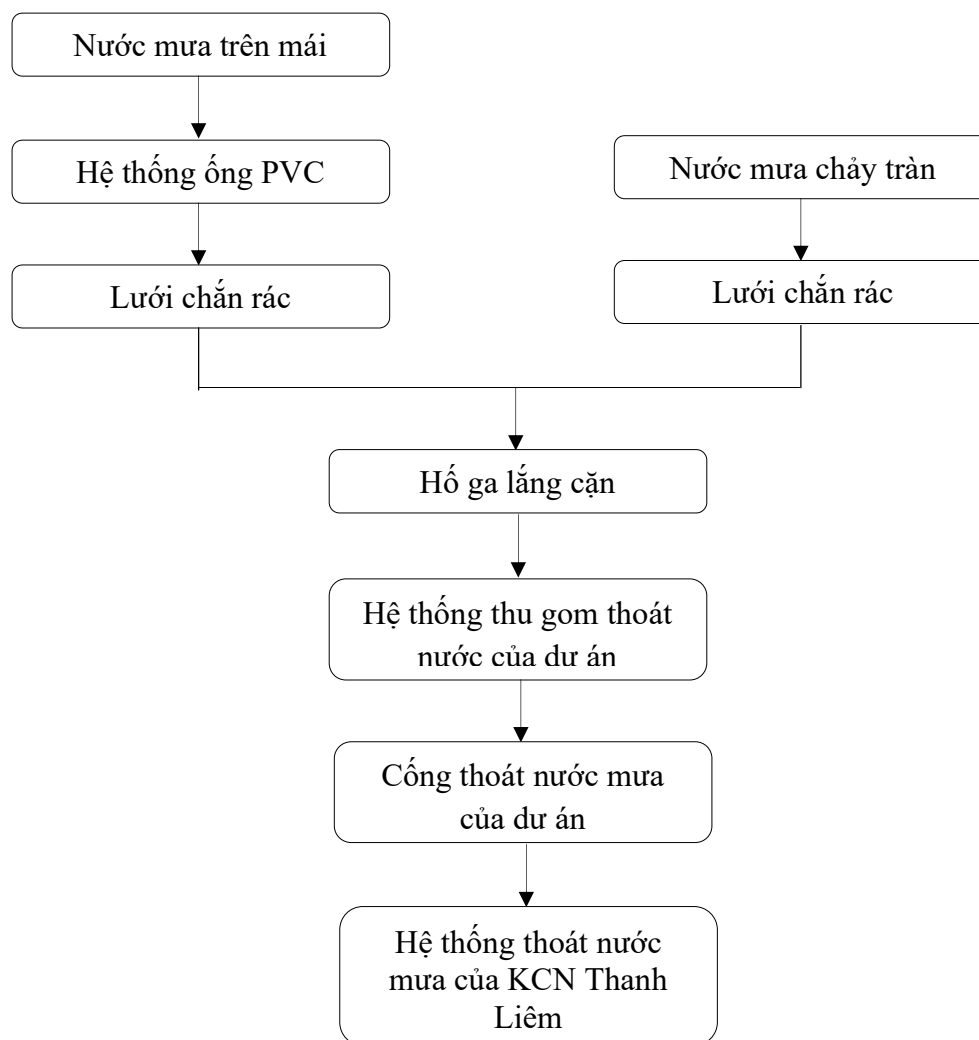 Nước mưa trên mái
Hệ thống ống PVC
Nước mưa chảy tràn
Lưới chắn rác
Lưới chắn rác
Hố ga lắng cặn
Hệ thống thu gom thoát
nước của dự án
Cống thoát nước mưa
của dự án
Hệ thống thoát nước
mưa của KCN Thanh
Liêm